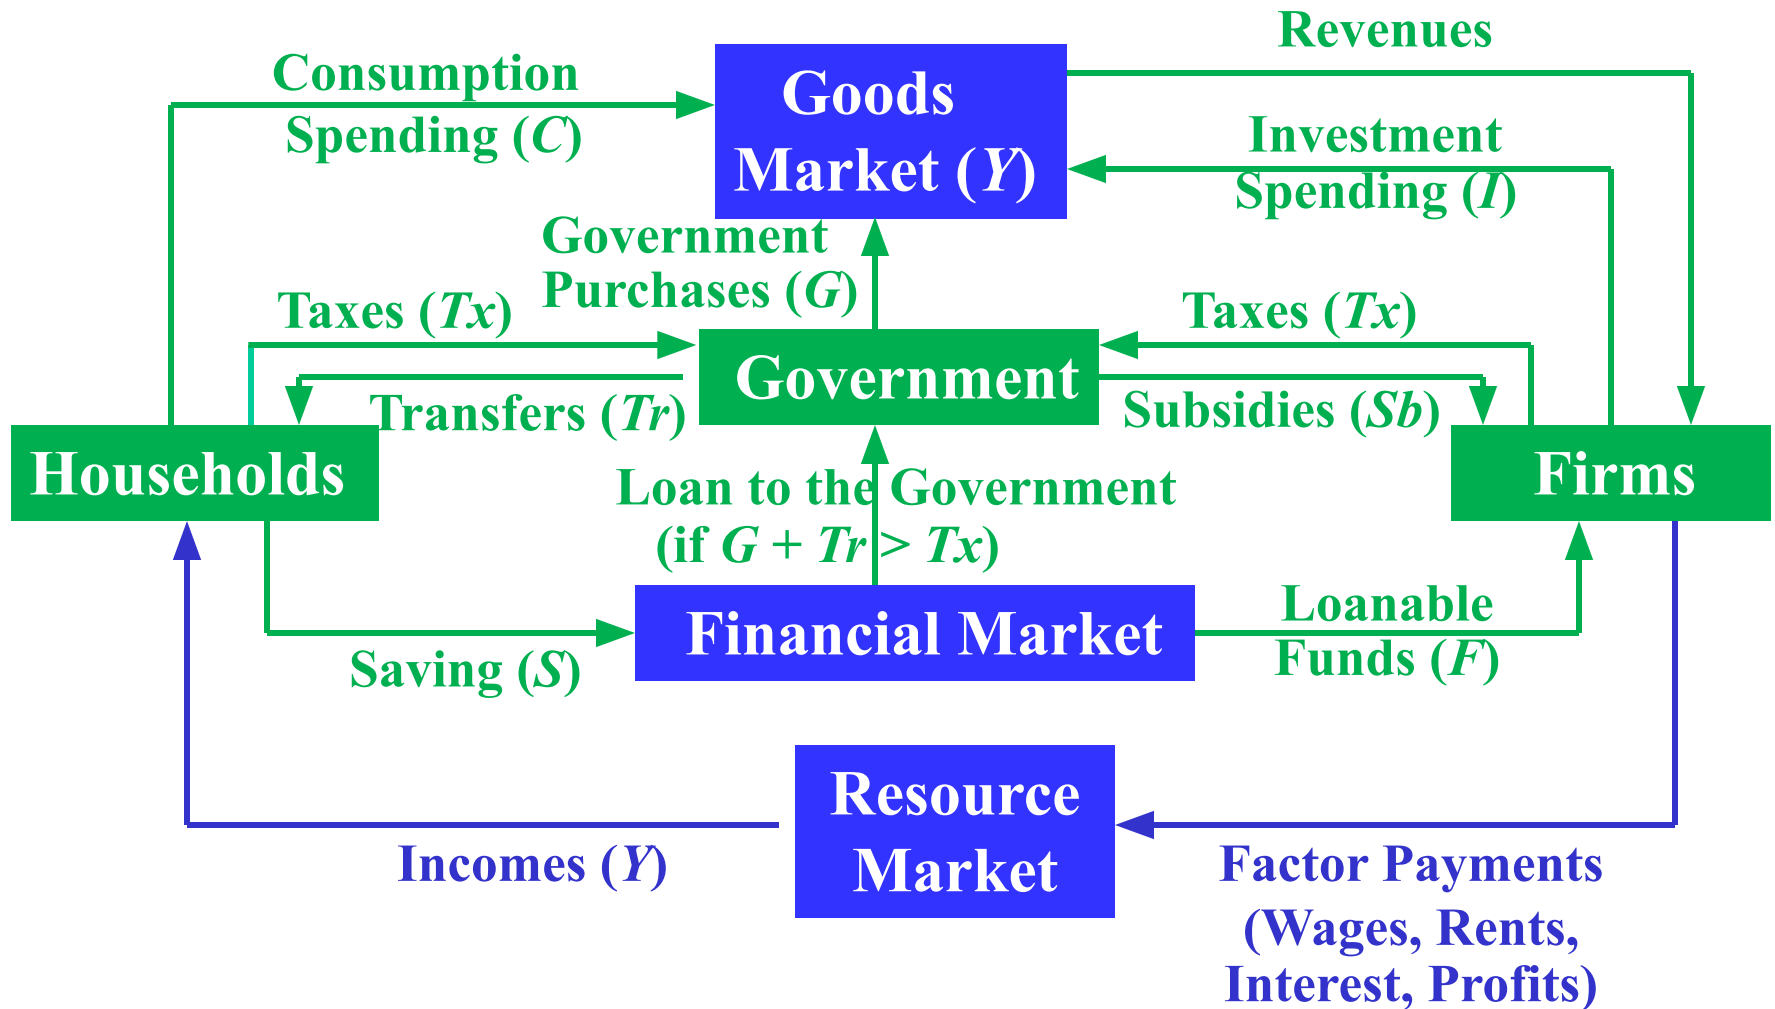 Revenues
Consumption
Spending (C)
Goods
Market (Y)
Investment
Spending (I)
Government
Purchases (G)
Taxes (Tx)
Taxes (Tx)
Government
Transfers (Tr)
Subsidies (Sb)
Households
Firms
Loan to the Government
(if G + Tr > Tx)
Financial Market
Loanable
Funds (F)
Saving (S)
Resource
Market
Incomes (Y)
Factor Payments
(Wages, Rents,
Interest, Profits)